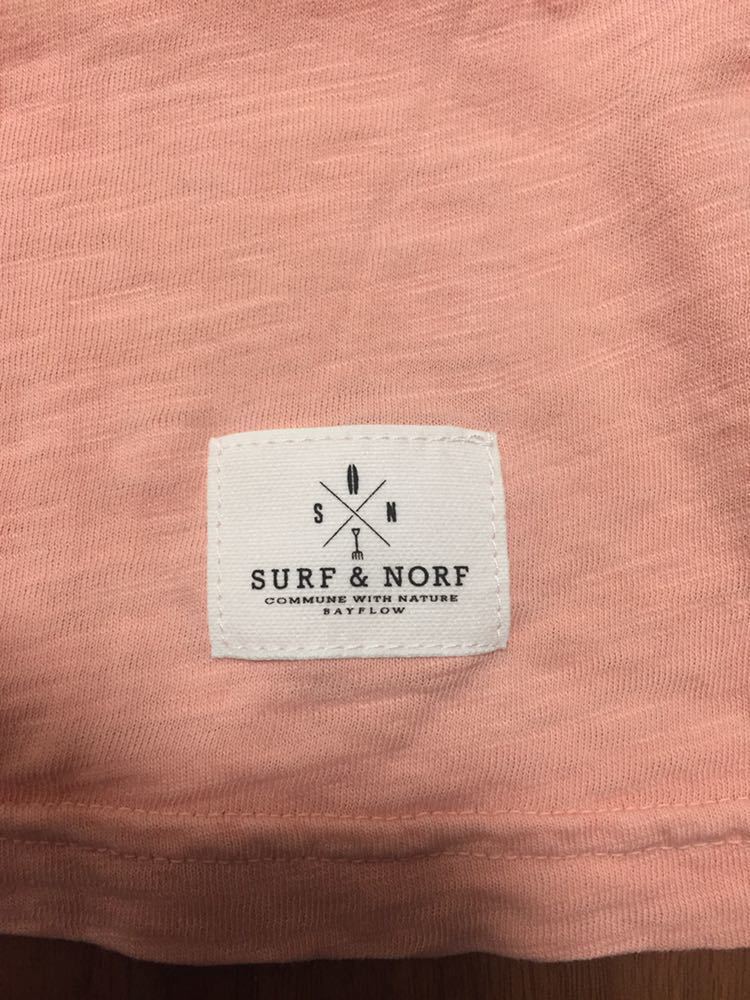 S N
SURF & NORF
COMMUNE WITH NATURE
BAYFLOW